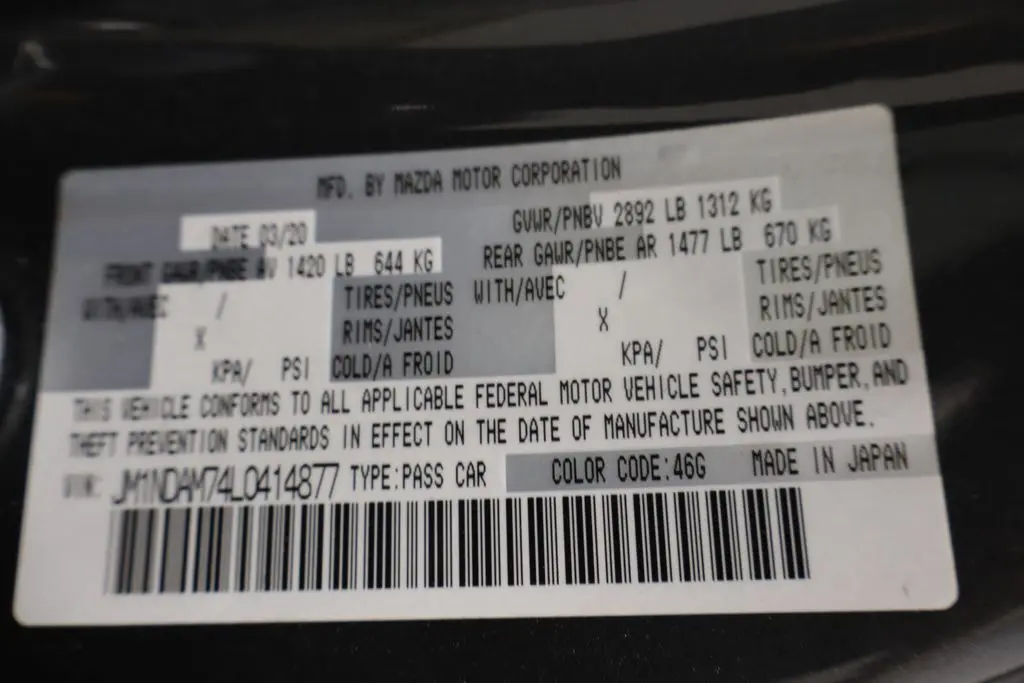 MFD. BY MAZDA MOTOR CORPORATION
DATE 03/20 GVWR/PNBV 2892 LB 1312 KG
FRONT GAWR/PNBE AV 1420 LB 644 KG REAR GAWR/PNBE AR 1477 LB 670 KG
WITH/AVEC / TIRES/PNEUS WITH/AVEC / TIRES/PNEUS
X RIMS/JANTES X RIMS/JANTES
KPA/ PSI COLD/A FROID KPA/ PSI COLD/A FROID
THIS VEHICLE CONFORMS TO ALL APPLICABLE FEDERAL MOTOR VEHICLE SAFETY, BUMPER, AND
THEFT PREVENTION STANDARDS IN EFFECT ON THE DATE OF MANUFACTURE SHOWN ABOVE.
VIN: JM1NDAM74L0414877 TYPE:PASS CAR COLOR CODE:46G MADE IN JAPAN